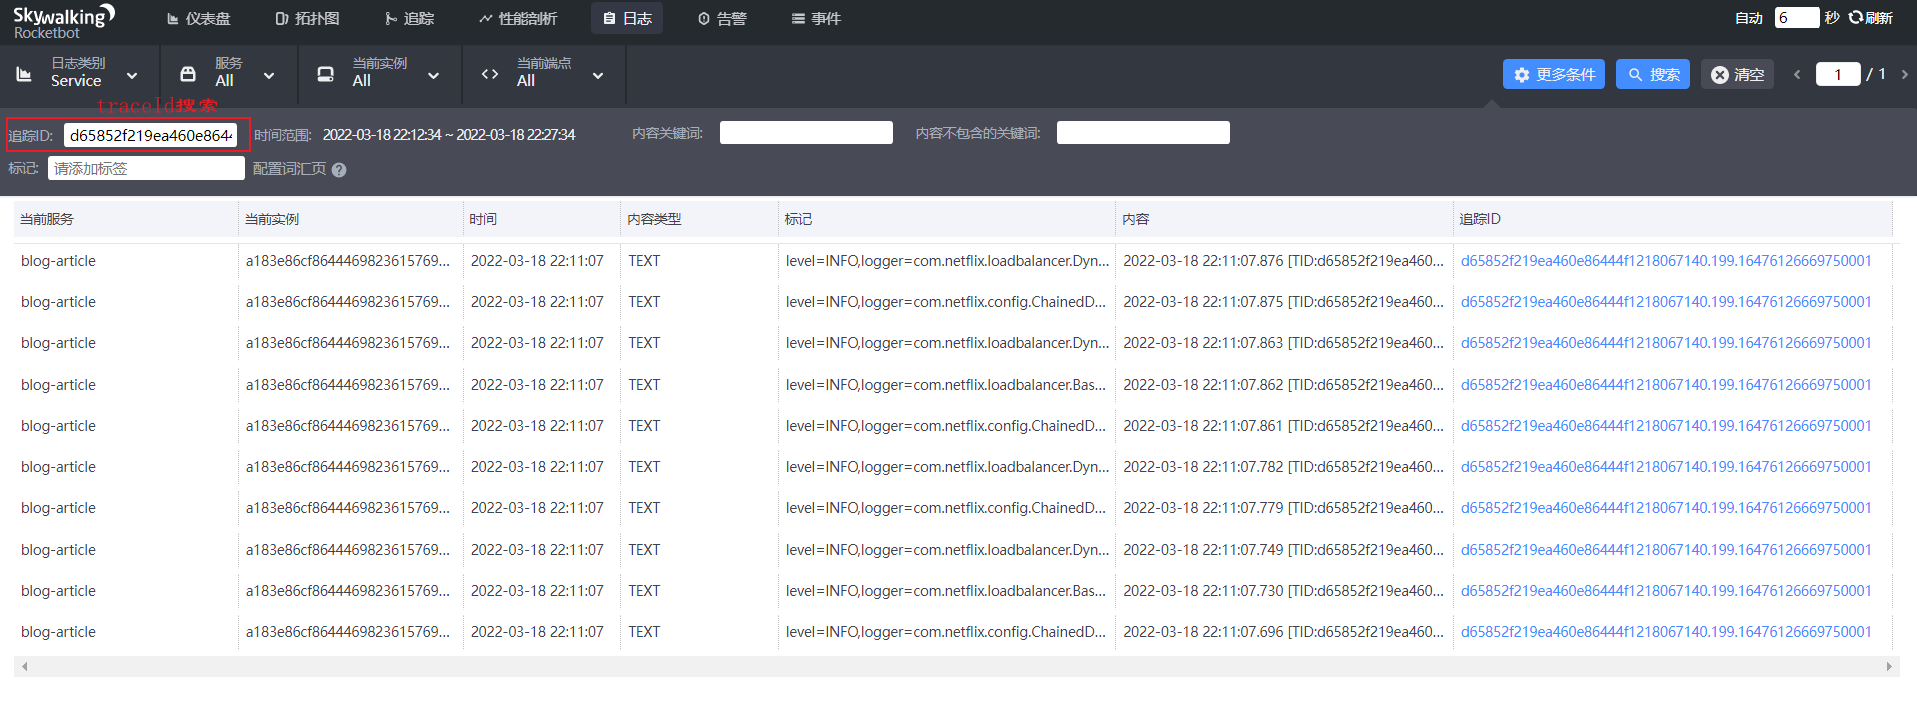 Skywalking
Rocketbot
仪表盘
拓扑图
追踪
性能剖析
日志
告警
事件
自动 6 秒 刷新
日志类别
Service
服务
All
当前实例
All
当前端点
All
更多条件
搜索
清空
1 / 1
traceId搜索
追踪ID: d65852f219ea460e8644 时间范围: 2022-03-18 22:12:34 ~ 2022-03-18 22:27:34 内容关键词: 内容不包含的关键词:
标记: 请添加标签 配置词汇页 ?
当前服务 当前实例 时间 内容类型 标记 内容 追踪ID
blog-article a183e86cf8644469823615769... 2022-03-18 22:11:07 TEXT level=INFO,logger=com.netflix.loadbalancer.Dyn... 2022-03-18 22:11:07.876 [TID:d65852f219ea460... d65852f219ea460e86444f1218067140.199.16476126669750001
blog-article a183e86cf8644469823615769... 2022-03-18 22:11:07 TEXT level=INFO,logger=com.netflix.config.ChainedD... 2022-03-18 22:11:07.875 [TID:d65852f219ea460... d65852f219ea460e86444f1218067140.199.16476126669750001
blog-article a183e86cf8644469823615769... 2022-03-18 22:11:07 TEXT level=INFO,logger=com.netflix.loadbalancer.Dyn... 2022-03-18 22:11:07.863 [TID:d65852f219ea460... d65852f219ea460e86444f1218067140.199.16476126669750001
blog-article a183e86cf8644469823615769... 2022-03-18 22:11:07 TEXT level=INFO,logger=com.netflix.loadbalancer.Bas... 2022-03-18 22:11:07.862 [TID:d65852f219ea460... d65852f219ea460e86444f1218067140.199.16476126669750001
blog-article a183e86cf8644469823615769... 2022-03-18 22:11:07 TEXT level=INFO,logger=com.netflix.config.ChainedD... 2022-03-18 22:11:07.861 [TID:d65852f219ea460... d65852f219ea460e86444f1218067140.199.16476126669750001
blog-article a183e86cf8644469823615769... 2022-03-18 22:11:07 TEXT level=INFO,logger=com.netflix.loadbalancer.Dyn... 2022-03-18 22:11:07.782 [TID:d65852f219ea460... d65852f219ea460e86444f1218067140.199.16476126669750001
blog-article a183e86cf8644469823615769... 2022-03-18 22:11:07 TEXT level=INFO,logger=com.netflix.config.ChainedD... 2022-03-18 22:11:07.779 [TID:d65852f219ea460... d65852f219ea460e86444f1218067140.199.16476126669750001
blog-article a183e86cf8644469823615769... 2022-03-18 22:11:07 TEXT level=INFO,logger=com.netflix.loadbalancer.Dyn... 2022-03-18 22:11:07.749 [TID:d65852f219ea460... d65852f219ea460e86444f1218067140.199.16476126669750001
blog-article a183e86cf8644469823615769... 2022-03-18 22:11:07 TEXT level=INFO,logger=com.netflix.loadbalancer.Bas... 2022-03-18 22:11:07.730 [TID:d65852f219ea460... d65852f219ea460e86444f1218067140.199.16476126669750001
blog-article a183e86cf8644469823615769... 2022-03-18 22:11:07 TEXT level=INFO,logger=com.netflix.config.ChainedD... 2022-03-18 22:11:07.696 [TID:d65852f219ea460... d65852f219ea460e86444f1218067140.199.16476126669750001